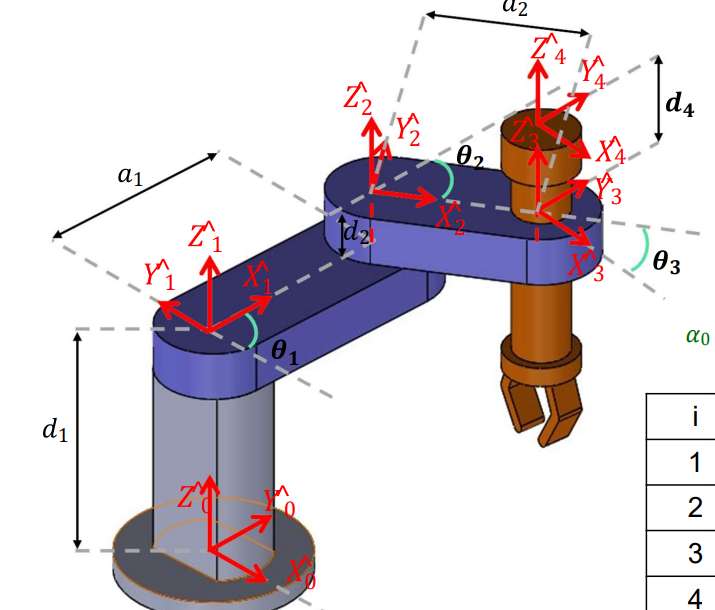 a₂
Z^₄
Y^₄
Z^₂
d₄
Y^₂
θ₂
Z^₃
X^₄
a₁
Y^₃
X^₂
Z^₁
d₂
X^₃
θ₃
Y^₁
X^₁
θ₁
α₀
d₁
i
1
Z^₀
Y^₀
2
3
X^₀
4